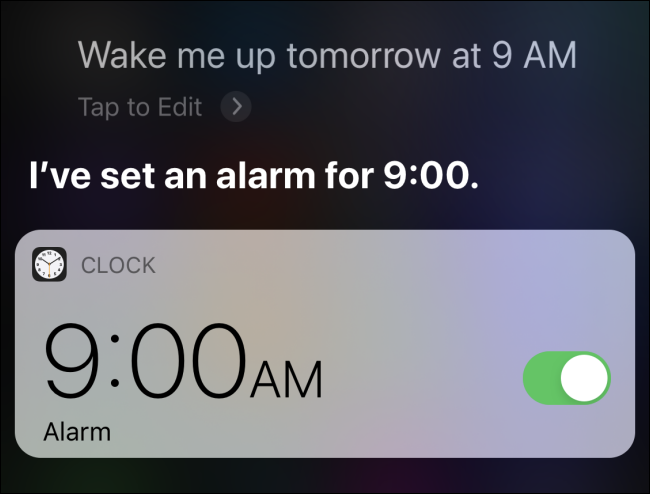 Wake me up tomorrow at 9 AM
Tap to Edit
I’ve set an alarm for 9:00.
CLOCK
9:00AM
Alarm